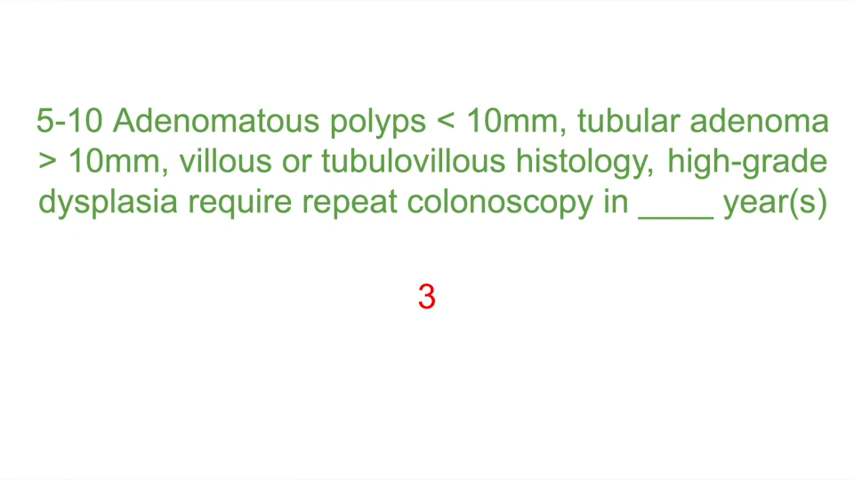 5-10 Adenomatous polyps < 10mm, tubular adenoma
> 10mm, villous or tubulovillous histology, high-grade
dysplasia require repeat colonoscopy in ____ year(s)
3